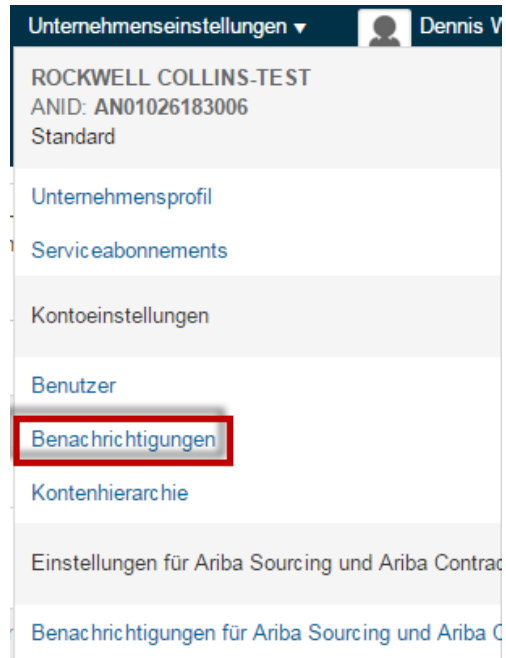 Unternehmenseinstellungen ▾ Dennis
ROCKWELL COLLINS-TEST
ANID: AN01026183006
Standard
Unternehmensprofil
Serviceabonnements
Kontoeinstellungen
Benutzer
Benachrichtigungen
Kontenhierarchie
Einstellungen für Ariba Sourcing und Ariba
Benachrichtigungen für Ariba Sourcing und Ariba